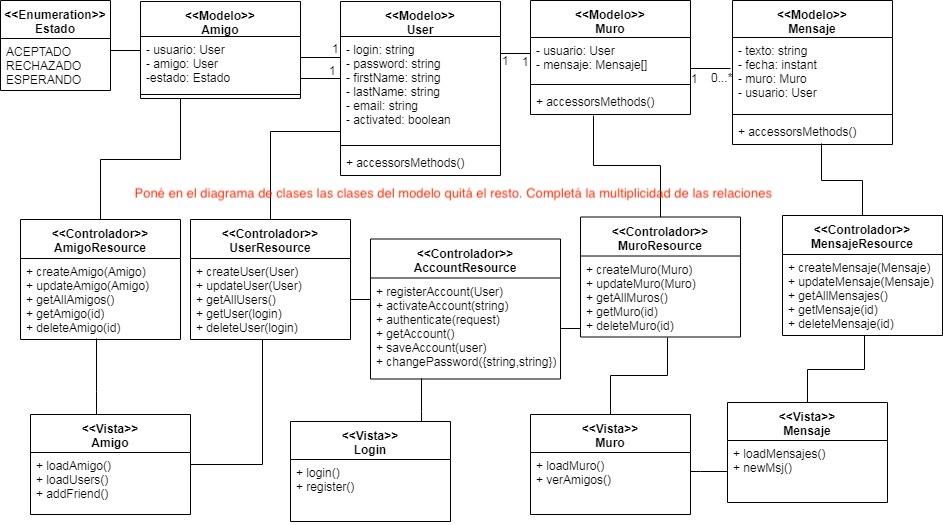 <<Enumeration>>
Estado
ACEPTADO
RECHAZADO
ESPERANDO
<<Modelo>>
Amigo
- usuario: User
- amigo: User
-estado: Estado
1
1
<<Modelo>>
User
- login: string
- password: string
- firstName: string
- lastName: string
- email: string
- activated: boolean
+ accessorsMethods()
1
1
<<Modelo>>
Muro
- usuario: User
- mensaje: Mensaje[]
+ accessorsMethods()
1
0...*
<<Modelo>>
Mensaje
- texto: string
- fecha: instant
- muro: Muro
- usuario: User
+ accessorsMethods()
Poné en el diagrama de clases las clases del modelo quitá el resto. Completá la multiplicidad de las relaciones
<<Controlador>>
AmigoResource
+ createAmigo(Amigo)
+ updateAmigo(Amigo)
+ getAllAmigos()
+ getAmigo(id)
+ deleteAmigo(id)
<<Controlador>>
UserResource
+ createUser(User)
+ updateUser(User)
+ getAllUsers()
+ getUser(login)
+ deleteUser(login)
<<Controlador>>
AccountResource
+ registerAccount(User)
+ activateAccount(string)
+ authenticate(request)
+ getAccount()
+ saveAccount(user)
+ changePassword({string,string})
<<Controlador>>
MuroResource
+ createMuro(Muro)
+ updateMuro(Muro)
+ getAllMuros()
+ getMuro(id)
+ deleteMuro(id)
<<Controlador>>
MensajeResource
+ createMensaje(Mensaje)
+ updateMensaje(Mensaje)
+ getAllMensajes()
+ getMensaje(id)
+ deleteMensaje(id)
<<Vista>>
Amigo
+ loadAmigo()
+ loadUsers()
+ addFriend()
<<Vista>>
Login
+ login()
+ register()
<<Vista>>
Muro
+ loadMuro()
+ verAmigos()
<<Vista>>
Mensaje
+ loadMensajes()
+ newMsj()